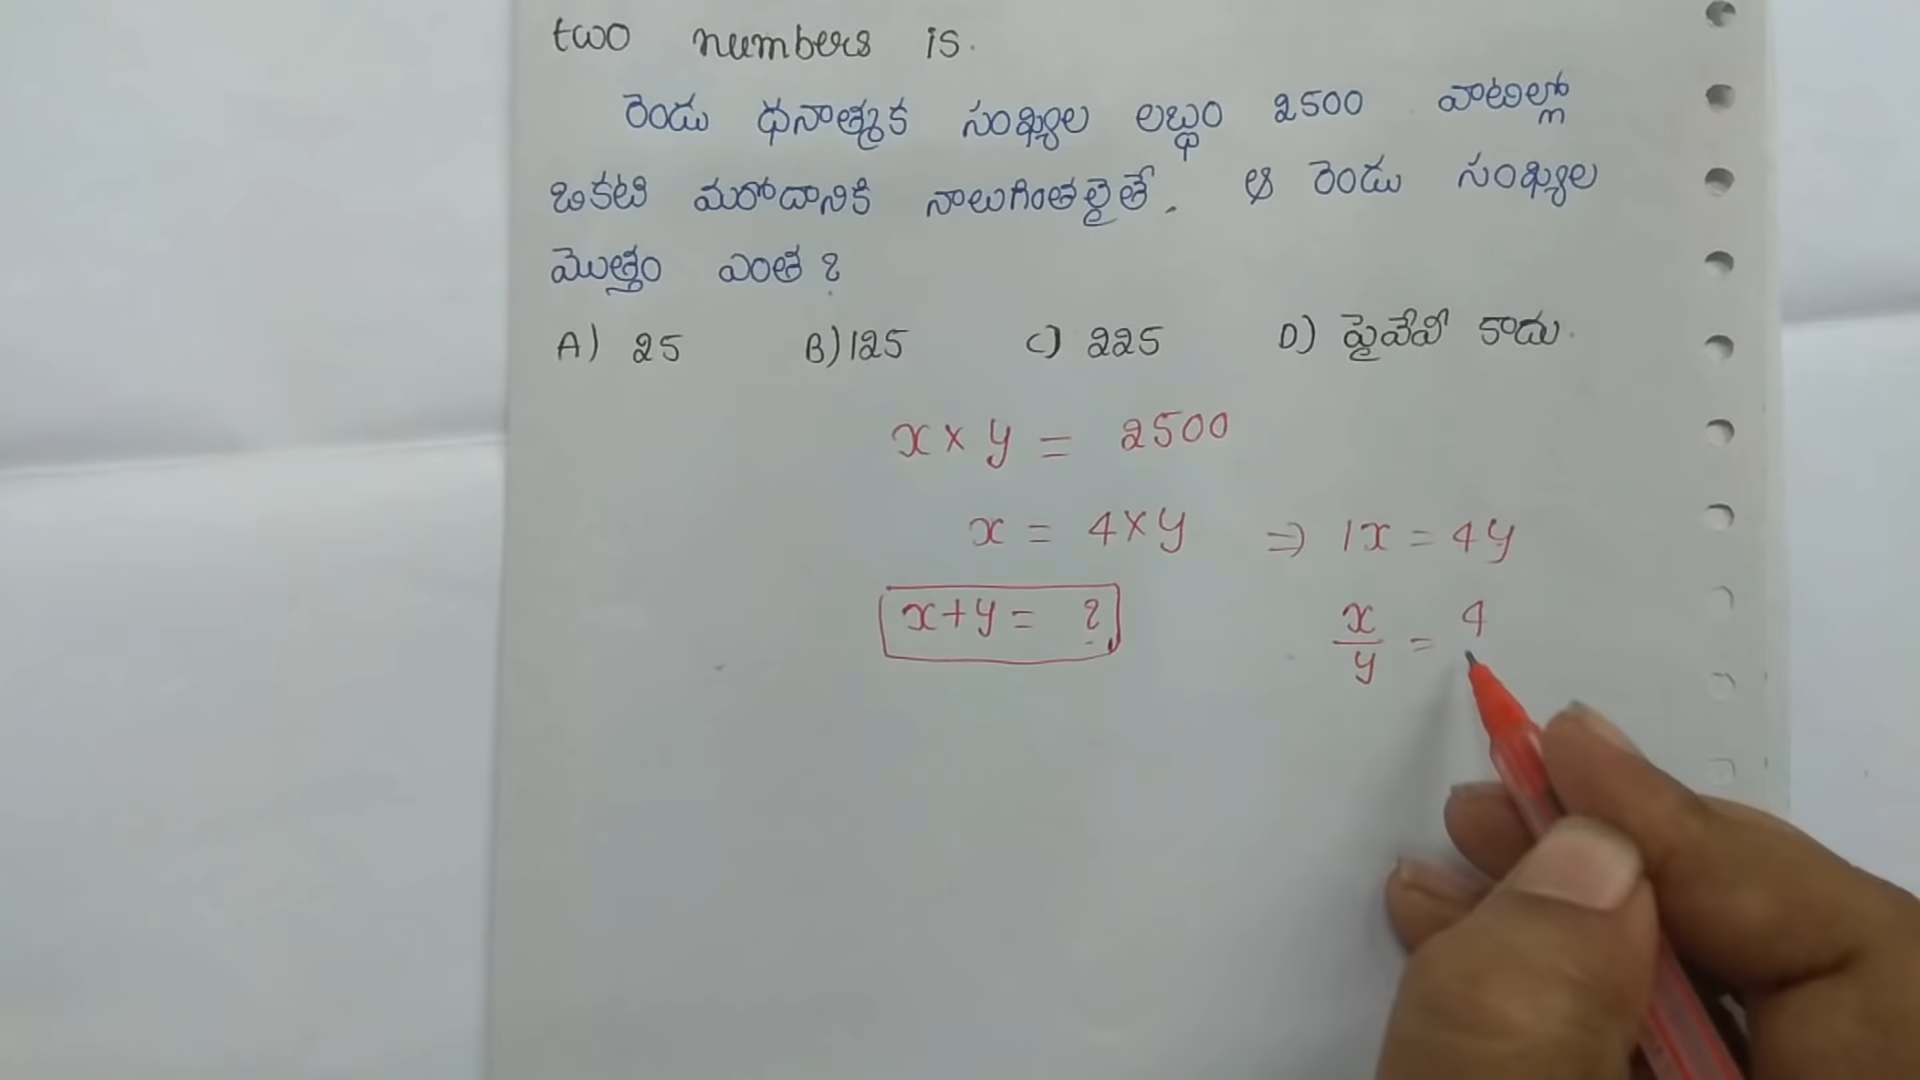 two numbers is.
రెండు ధనాత్మక సంఖ్యల లబ్ధం 2500 వాటిల్లో
ఒకటి మరోదానికి నాలుగింతలైతే. ఆ రెండు సంఖ్యల
మొత్తం ఎంత ?
A) 25 B) 125 C) 225 D) పైవేవీ కాదు.
x × y = 2500
x = 4 × y ⇒ 1x = 4y
x + y = ? x/y = 4